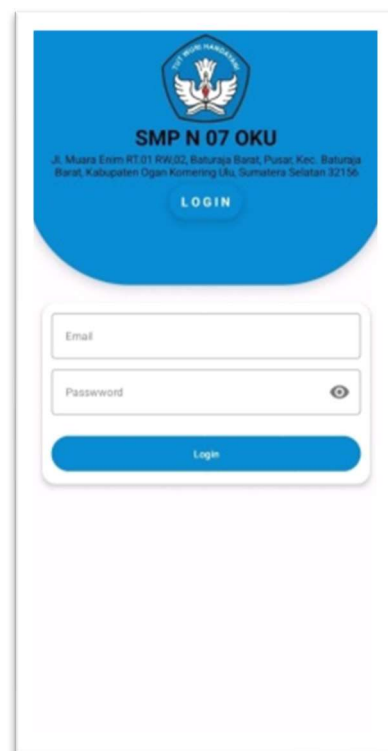 TUT WURI HANDAYANI
SMP N 07 OKU
Jl. Muara Enim RT.01 RW,02, Baturaja Barat, Pusar, Kec. Baturaja
Barat, Kabupaten Ogan Komering Ulu, Sumatera Selatan 32156
LOGIN
Email
Passwword
Login